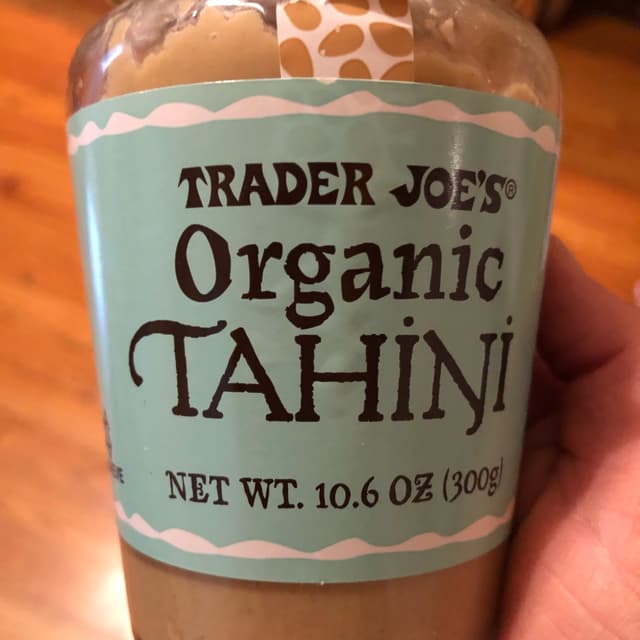 TRADER JOE'S®
Organic
TAHINI
NET WT. 10.6 OZ (300g)